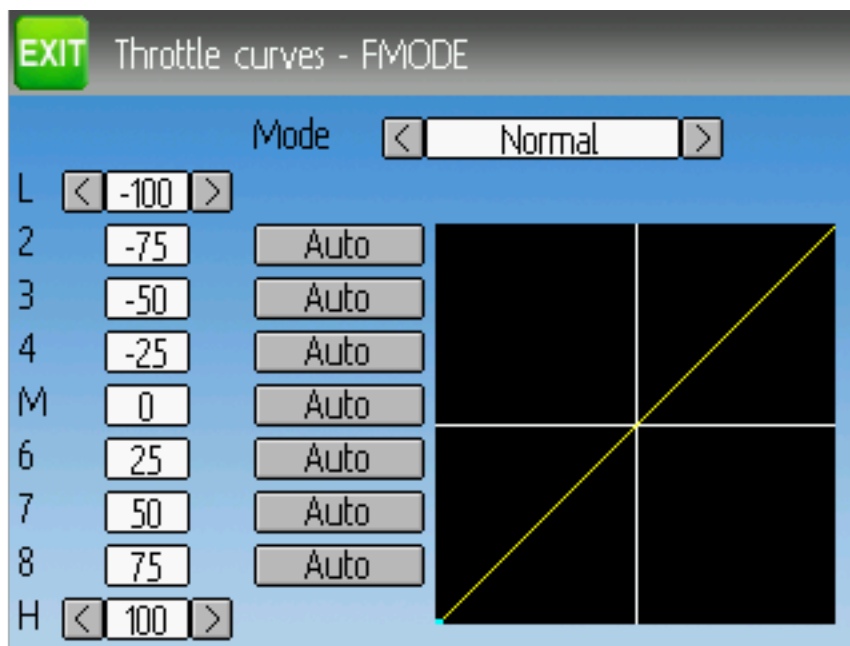 EXIT Throttle curves - FMODE
Mode < Normal >
L < -100 >
2 -75 Auto
3 -50 Auto
4 -25 Auto
M 0 Auto
6 25 Auto
7 50 Auto
8 75 Auto
H < 100 >